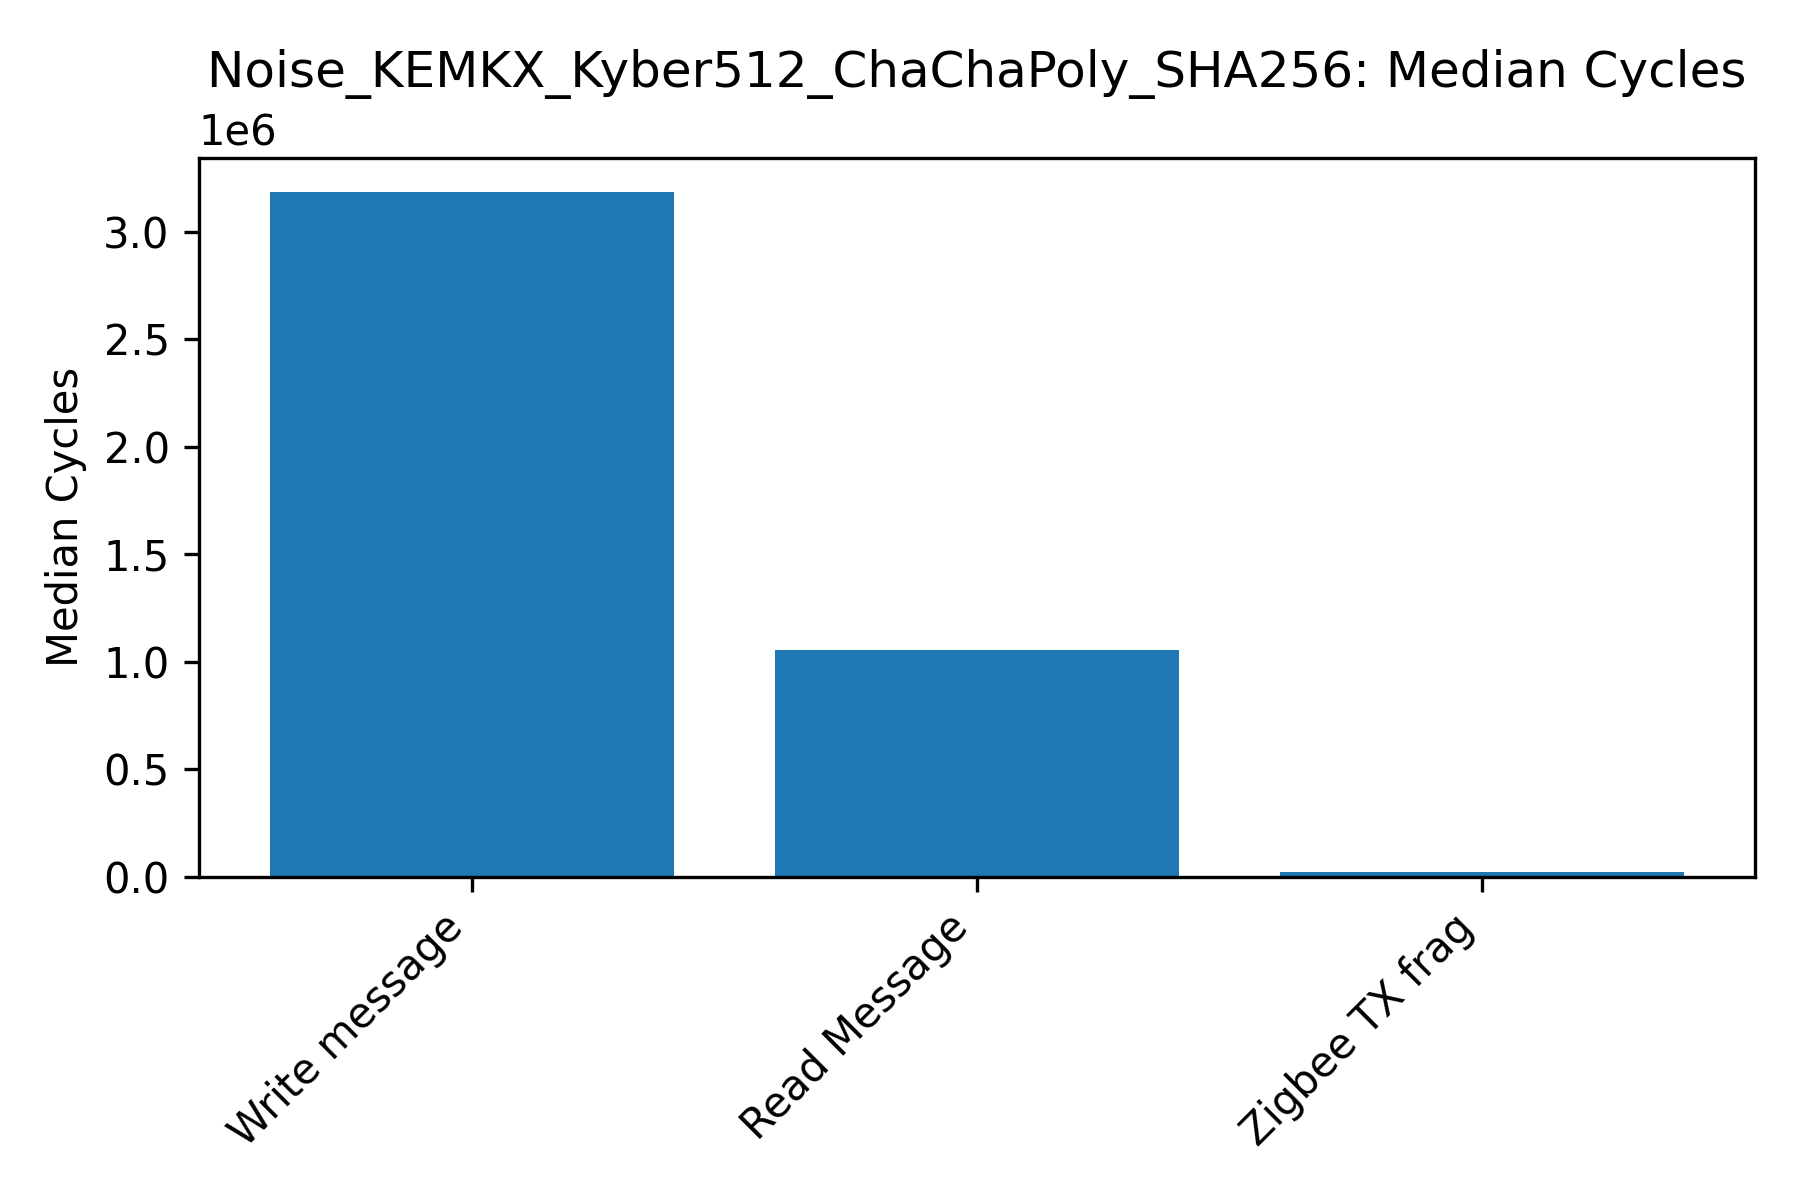 Noise_KEMKX_Kyber512_ChaChaPoly_SHA256: Median Cycles
1e6
3.0
2.5
2.0
1.5
1.0
0.5
0.0
Median Cycles
Write message
Read Message
Zigbee TX frag